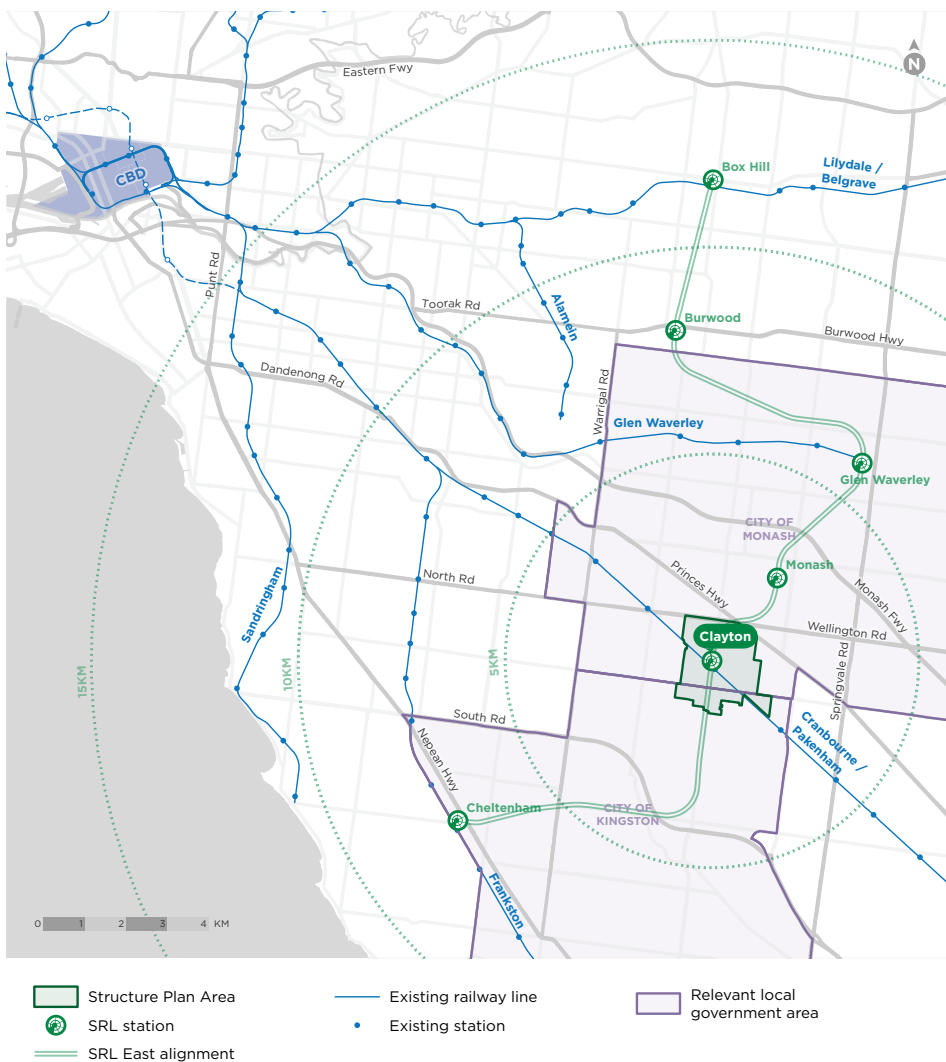 Eastern Fwy
N
CBD
Box Hill
Lilydale /
Belgrave
Punt Rd
Toorak Rd
Alamein
Burwood
Burwood Hwy
Dandenong Rd
Warrigal Rd
Glen Waverley
Glen Waverley
CITY OF
MONASH
Sandringham
North Rd
Princes Hwy
Monash
Monash Fwy
Clayton
Wellington Rd
15KM
10KM
5KM
Springvale Rd
South Rd
Nepean Hwy
Cranbourne /
Pakenham
Cheltenham
CITY OF
KINGSTON
Frankston
0 1 2 3 4 KM
Structure Plan Area
SRL station
SRL East alignment
Existing railway line
Existing station
Relevant local
government area